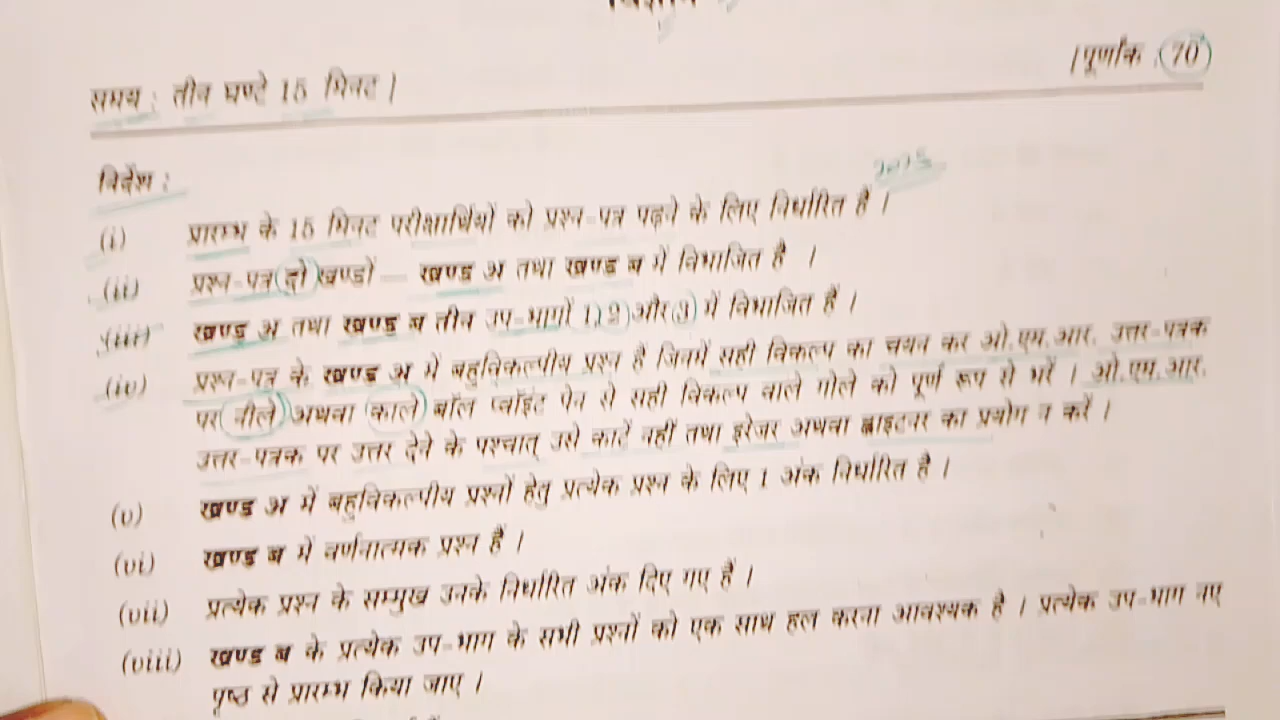 विज्ञान
समय : तीन घण्टे 15 मिनट ]
[पूर्णांक : 70
2025
निर्देश :
(i) प्रारम्भ के 15 मिनट परीक्षार्थियों को प्रश्न-पत्र पढ़ने के लिए निर्धारित हैं ।
(ii) प्रश्न-पत्र दो खण्डों — खण्ड अ तथा खण्ड ब में विभाजित है ।
(iii) खण्ड अ तथा खण्ड ब तीन उप-भागों 1, 2 और 3 में विभाजित हैं ।
(iv) प्रश्न-पत्र के खण्ड अ में बहुविकल्पीय प्रश्न हैं जिनमें सही विकल्प का चयन कर ओ.एम.आर. उत्तर-पत्रक
पर नीले अथवा काले बॉल प्वॉइंट पेन से सही विकल्प वाले गोले को पूर्ण रूप से भरें । ओ.एम.आर.
उत्तर-पत्रक पर उत्तर देने के पश्चात् उसे काटें नहीं तथा इरेजर अथवा ह्वाइटनर का प्रयोग न करें ।
(v) खण्ड अ में बहुविकल्पीय प्रश्नों हेतु प्रत्येक प्रश्न के लिए 1 अंक निर्धारित है ।
(vi) खण्ड ब में वर्णनात्मक प्रश्न हैं ।
(vii) प्रत्येक प्रश्न के सम्मुख उनके निर्धारित अंक दिए गए हैं ।
(viii) खण्ड ब के प्रत्येक उप-भाग के सभी प्रश्नों को एक साथ हल करना आवश्यक है । प्रत्येक उप-भाग नए
पृष्ठ से प्रारम्भ किया जाए ।